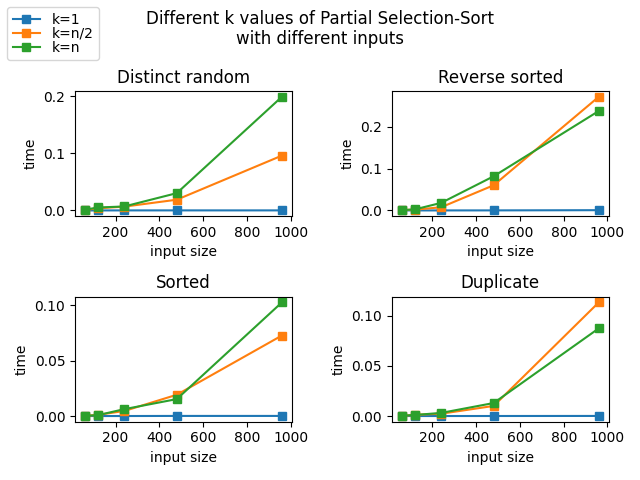 k=1
k=n/2
k=n
Different k values of Partial Selection-Sort
with different inputs
Distinct random
0.2
0.1
0.0
time
200 400 600 800 1000
input size
Reverse sorted
0.2
0.1
0.0
time
200 400 600 800 1000
input size
Sorted
0.10
0.05
0.00
time
200 400 600 800 1000
input size
Duplicate
0.10
0.05
0.00
time
200 400 600 800 1000
input size